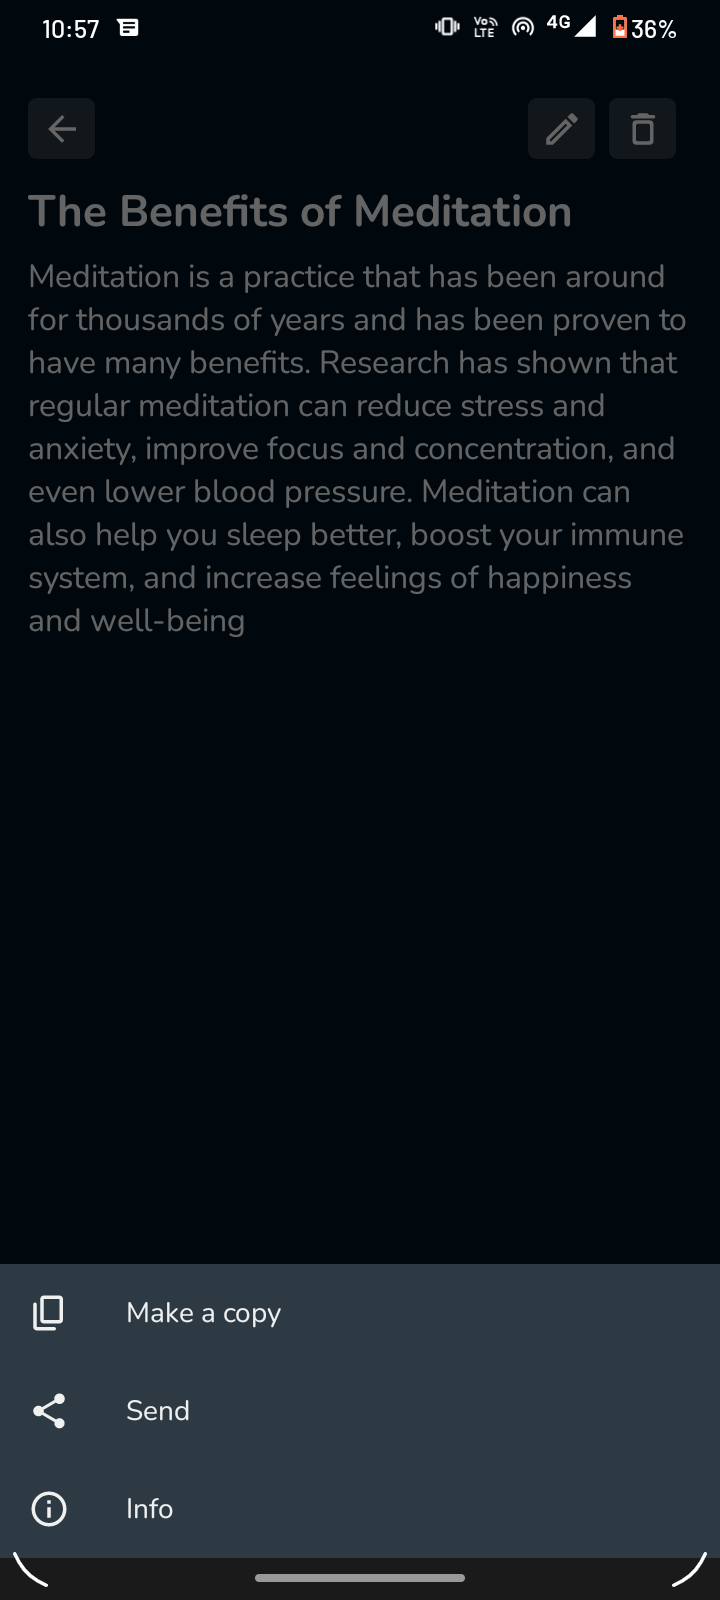 10:57
Vo LTE 4G 36%
The Benefits of Meditation
Meditation is a practice that has been around
for thousands of years and has been proven to
have many benefits. Research has shown that
regular meditation can reduce stress and
anxiety, improve focus and concentration, and
even lower blood pressure. Meditation can
also help you sleep better, boost your immune
system, and increase feelings of happiness
and well-being
Make a copy
Send
Info